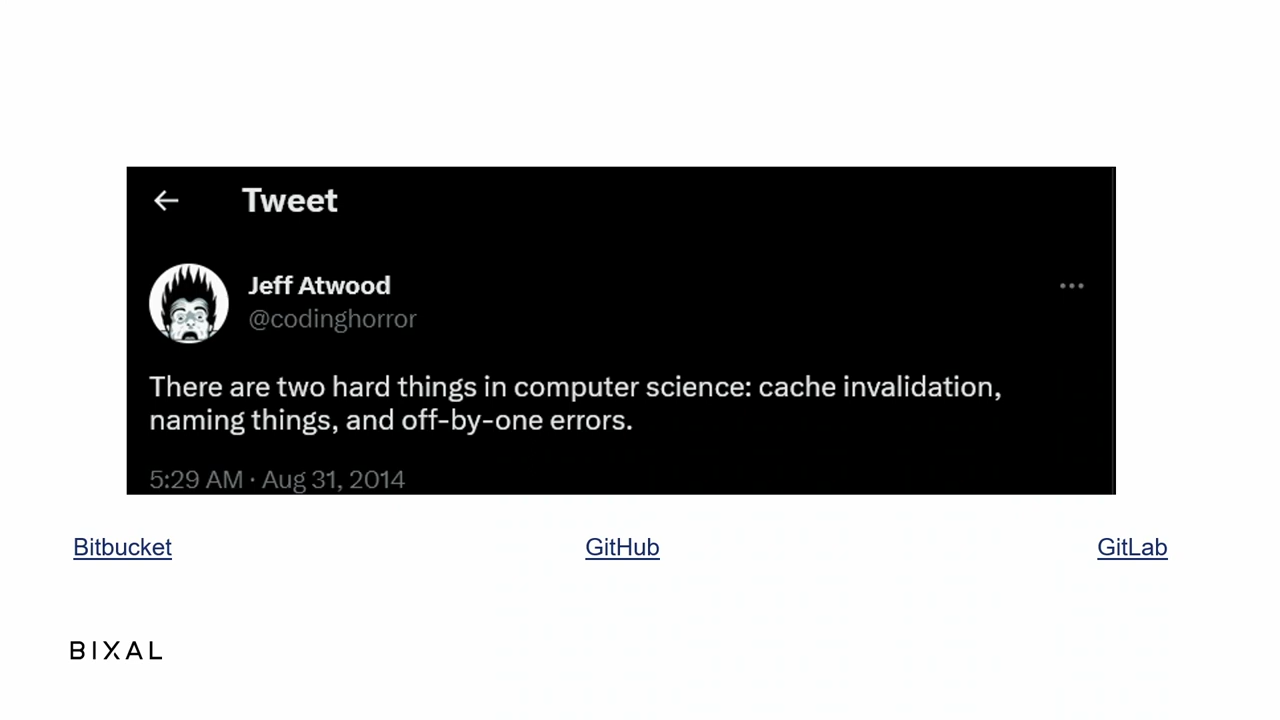 Tweet
Jeff Atwood
@codinghorror
There are two hard things in computer science: cache invalidation,
naming things, and off-by-one errors.
5:29 AM · Aug 31, 2014
Bitbucket
GitHub
GitLab
BIXAL